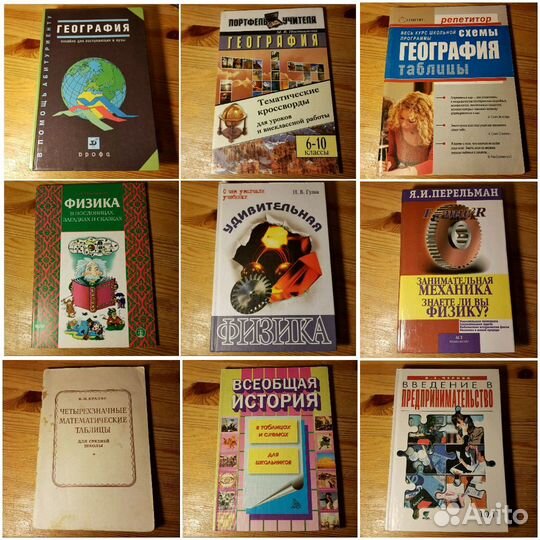 В ПОМОЩЬ АБИТУРИЕНТУ
ГЕОГРАФИЯ
пособие для поступающих в вузы
дрофа
ПОРТФЕЛЬ УЧИТЕЛЯ
ГЕОГРАФИЯ
Тематические
кроссворды
для уроков
и внеклассной работы
6-10
классы
репетитор
ВЕСЬ КУРС ШКОЛЬНОЙ
ПРОГРАММЫ
схемы
ГЕОГРАФИЯ
таблицы
ФИЗИКА
В ПОСЛОВИЦАХ,
ЗАГАДКАХ И СКАЗКАХ
О чем умолчали
учебники
Н. В. Гулиа
УДИВИТЕЛЬНАЯ
ФИЗИКА
Я.И.ПЕРЕЛЬМАН
ЗАНИМАТЕЛЬНАЯ
МЕХАНИКА
ЗНАЕТЕ ЛИ ВЫ
ФИЗИКУ?
АСТ
В.М.БРАДИС
ЧЕТЫРЕХЗНАЧНЫЕ
МАТЕМАТИЧЕСКИЕ
ТАБЛИЦЫ
ДЛЯ СРЕДНЕЙ
ШКОЛЫ
ВСЕОБЩАЯ
ИСТОРИЯ
в таблицах и схемах
для
школьников
ВВЕДЕНИЕ В
ПРЕДПРИНИМАТЕЛЬСТВО
Avito